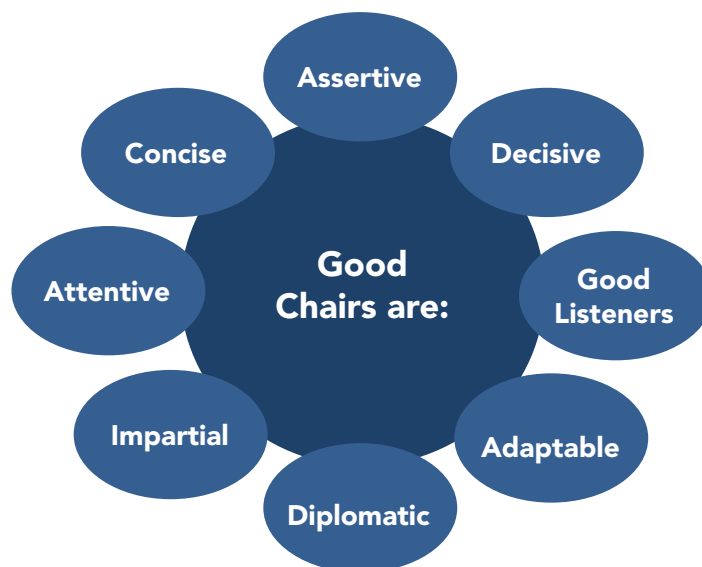 Good
Chairs are:
Assertive
Decisive
Good
Listeners
Adaptable
Diplomatic
Impartial
Attentive
Concise